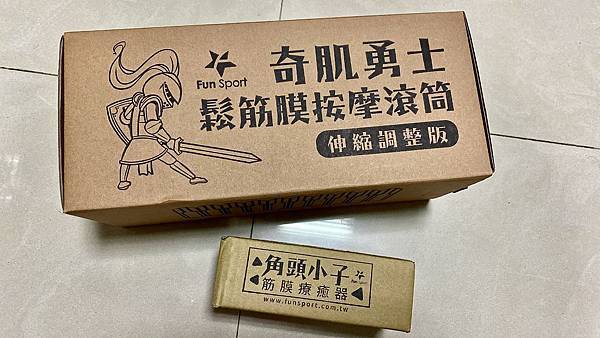 Fun Sport
奇肌勇士
鬆筋膜按摩滾筒
伸縮調整版
角頭小子
筋膜療癒器
www.funsport.com.tw